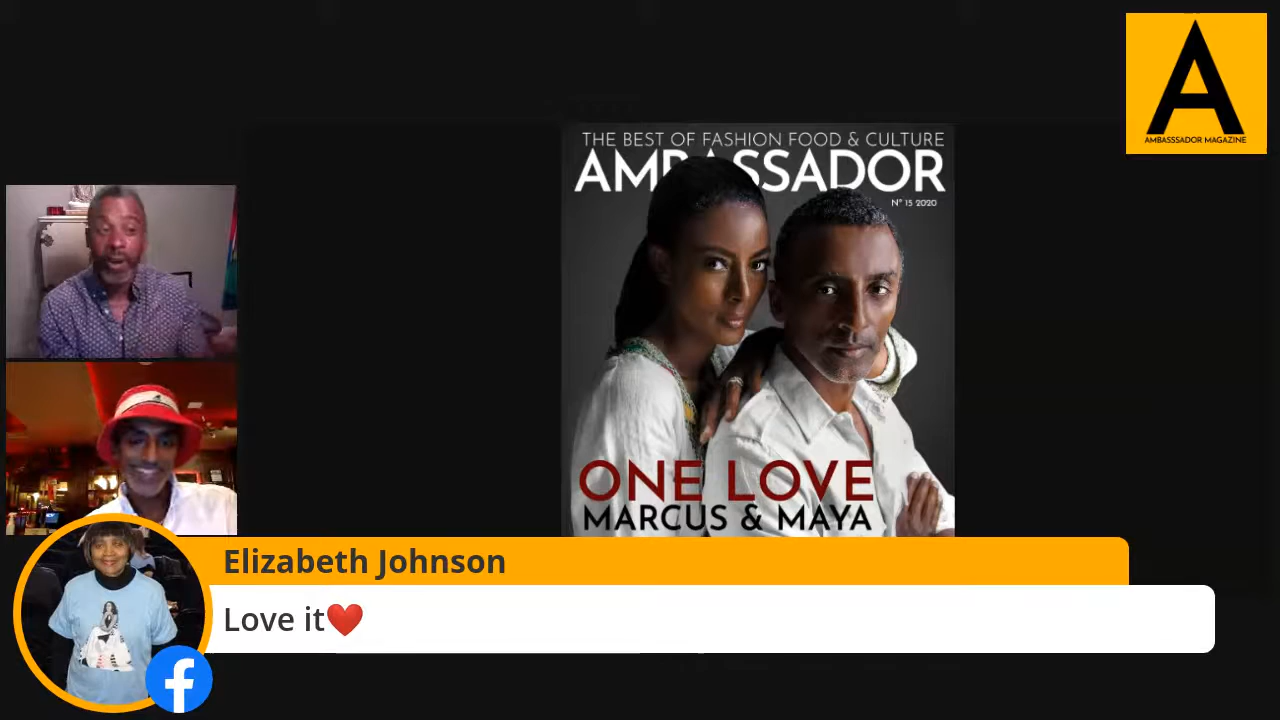 AMBASSSADOR MAGAZINE
THE BEST OF FASHION FOOD & CULTURE
AMBASSADOR
Nº 15 2020
ONE LOVE
MARCUS & MAYA
Elizabeth Johnson
Love it❤️